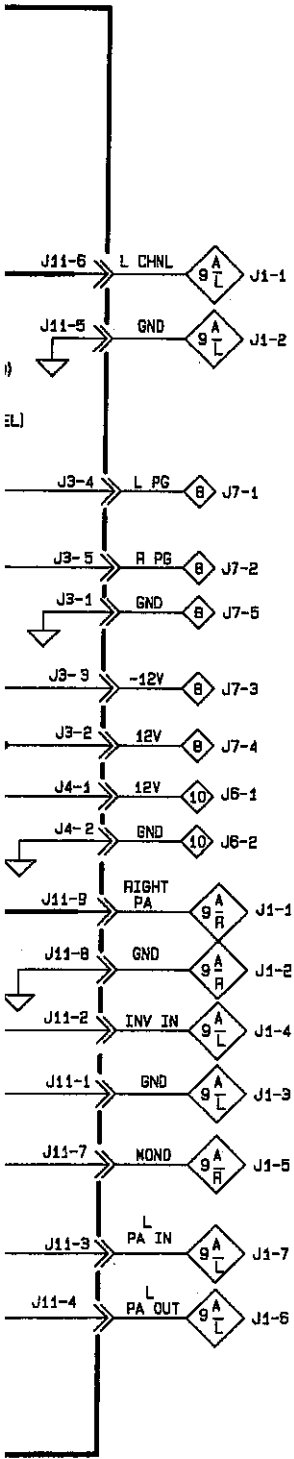 J11-6 L CHNL 9 A L J1-1
J11-5 GND 9 A L J1-2
EL)
J3-4 L PG 8 J7-1
J3-5 R PG 8 J7-2
J3-1 GND 8 J7-5
J3-3 -12V 8 J7-3
J3-2 12V 8 J7-4
J4-1 12V 10 J6-1
J4-2 GND 10 J6-2
RIGHT
J11-9 PA 9 A R J1-1
J11-8 GND 9 A R J1-2
J11-2 INV IN 9 A L J1-4
J11-1 GND 9 A L J1-3
J11-7 MONO 9 A R J1-5
L
J11-3 PA IN 9 A L J1-7
L
J11-4 PA OUT 9 A L J1-6